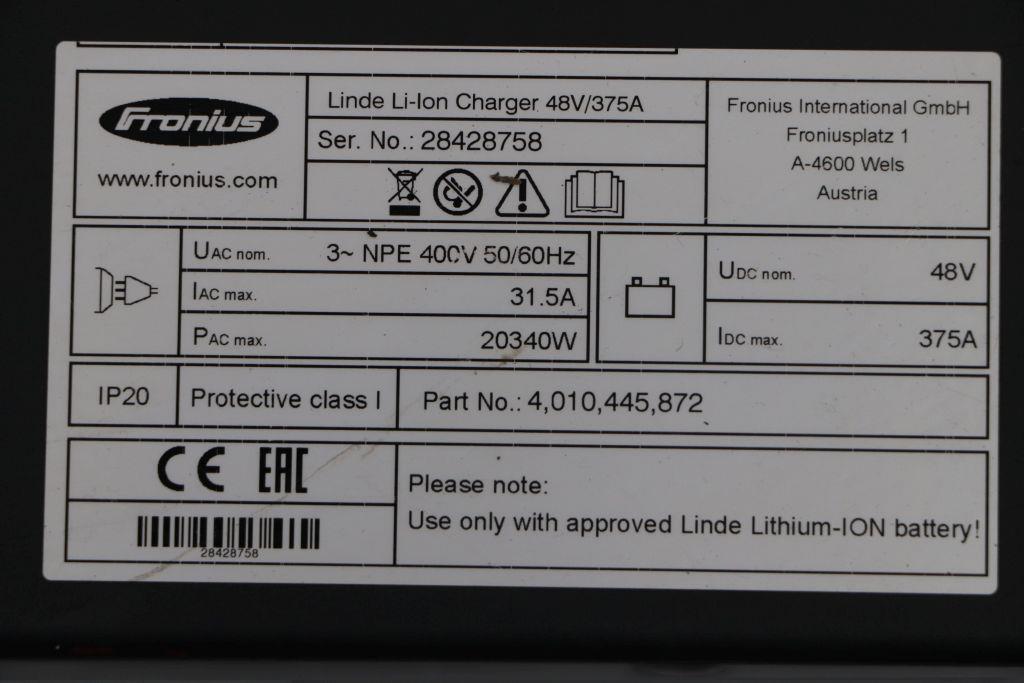 Fronius
www.fronius.com
Linde Li-Ion Charger 48V/375A
Ser. No.: 28428758
Fronius International GmbH
Froniusplatz 1
A-4600 Wels
Austria
UAC nom. 3~ NPE 400V 50/60Hz
IAC max. 31.5A
PAC max. 20340W
UDC nom. 48V
IDC max. 375A
IP20
Protective class I
Part No.: 4,010,445,872
CE EAC
28428758
Please note:
Use only with approved Linde Lithium-ION battery!